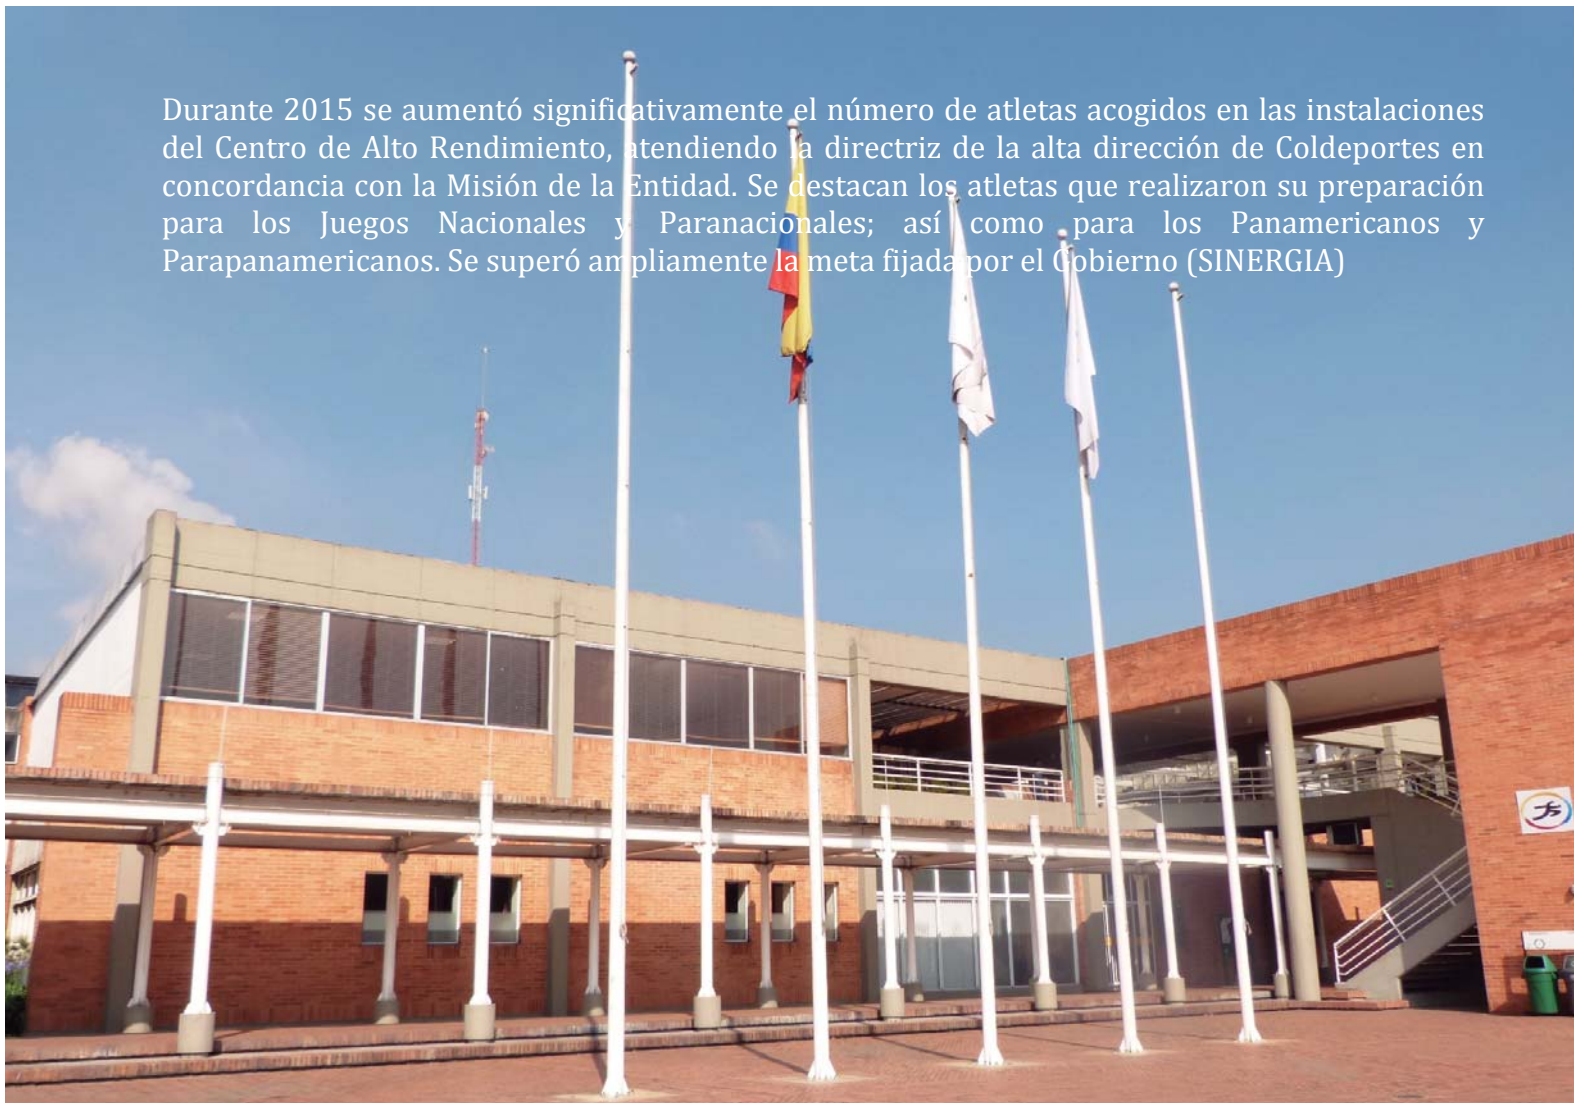 Durante 2015 se aumentó significativamente el número de atletas acogidos en las instalaciones
del Centro de Alto Rendimiento, atendiendo la directriz de la alta dirección de Coldeportes en
concordancia con la Misión de la Entidad. Se destacan los atletas que realizaron su preparación
para los Juegos Nacionales y Paranacionales; así como para los Panamericanos y
Parapanamericanos. Se superó ampliamente la meta fijada por el Gobierno (SINERGIA)